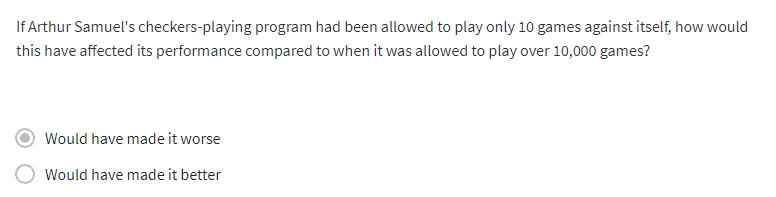 If Arthur Samuel's checkers-playing program had been allowed to play only 10 games against itself, how would
this have affected its performance compared to when it was allowed to play over 10,000 games?
Would have made it worse
Would have made it better